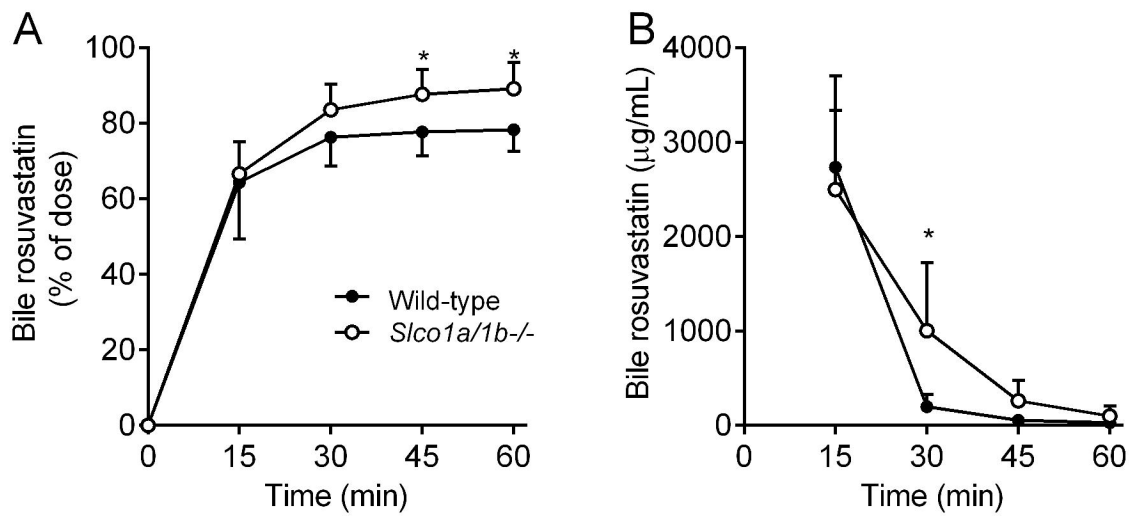 A
Bile rosuvastatin
(% of dose)
100
80
60
40
20
0
* *
Wild-type
Slco1a/1b-/-
0 15 30 45 60
Time (min)
B
Bile rosuvastatin (μg/mL)
4000
3000
2000
1000
0
*
0 15 30 45 60
Time (min)